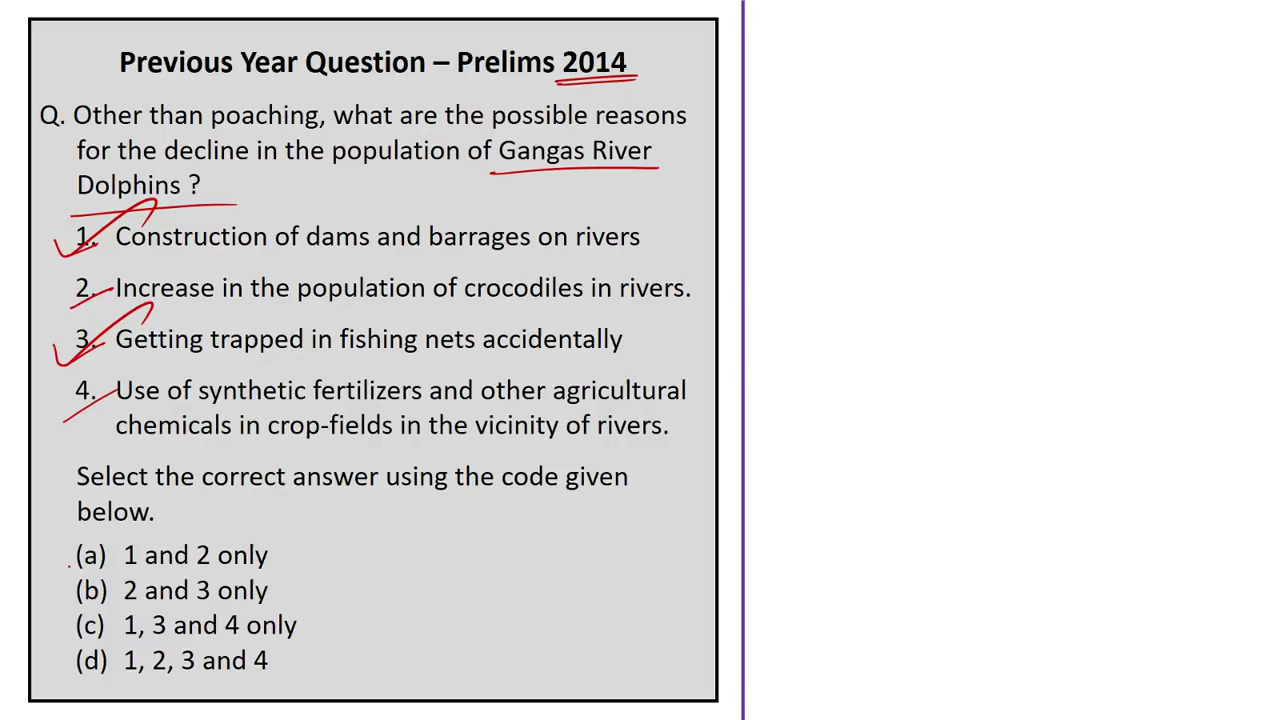 Previous Year Question – Prelims 2014
Q. Other than poaching, what are the possible reasons
for the decline in the population of Gangas River
Dolphins ?
1. Construction of dams and barrages on rivers
2. Increase in the population of crocodiles in rivers.
3. Getting trapped in fishing nets accidentally
4. Use of synthetic fertilizers and other agricultural
chemicals in crop-fields in the vicinity of rivers.
Select the correct answer using the code given
below.
(a) 1 and 2 only
(b) 2 and 3 only
(c) 1, 3 and 4 only
(d) 1, 2, 3 and 4